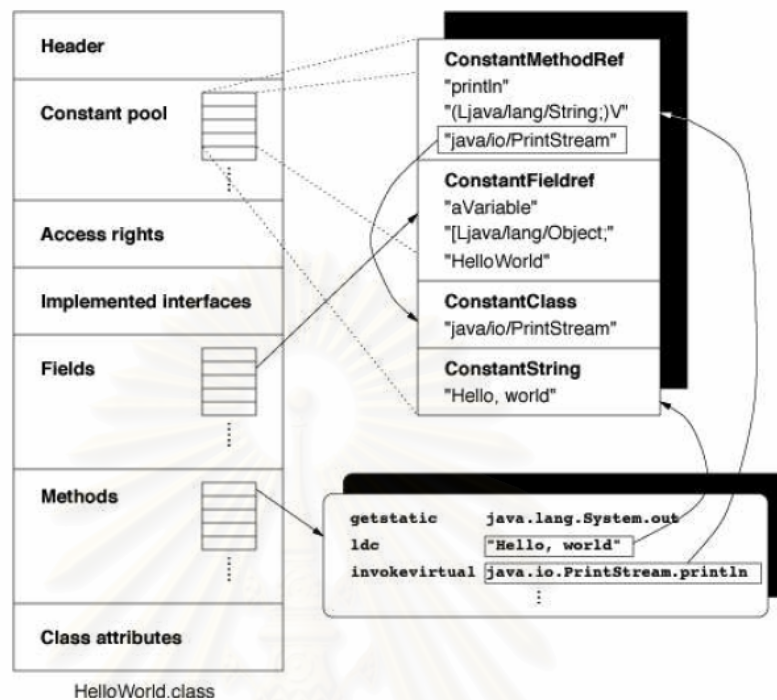 Header
Constant pool
Access rights
Implemented interfaces
Fields
Methods
Class attributes
HelloWorld.class
ConstantMethodRef
"println"
"(Ljava/lang/String;)V"
"java/io/PrintStream"
ConstantFieldref
"aVariable"
"[Ljava/lang/Object;"
"HelloWorld"
ConstantClass
"java/io/PrintStream"
ConstantString
"Hello, world"
getstatic java.lang.System.out
ldc "Hello, world"
invokevirtual java.io.PrintStream.println